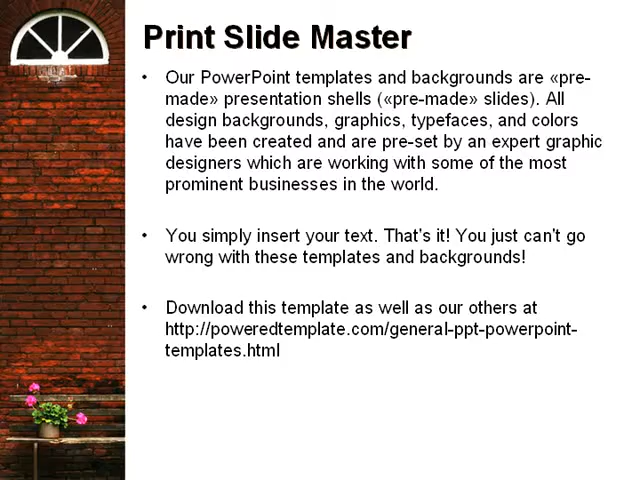 Print Slide Master
• Our PowerPoint templates and backgrounds are «pre-
made» presentation shells («pre-made» slides). All
design backgrounds, graphics, typefaces, and colors
have been created and are pre-set by an expert graphic
designers which are working with some of the most
prominent businesses in the world.
• You simply insert your text. That's it! You just can't go
wrong with these templates and backgrounds!
• Download this template as well as our others at
http://poweredtemplate.com/general-ppt-powerpoint-
templates.html